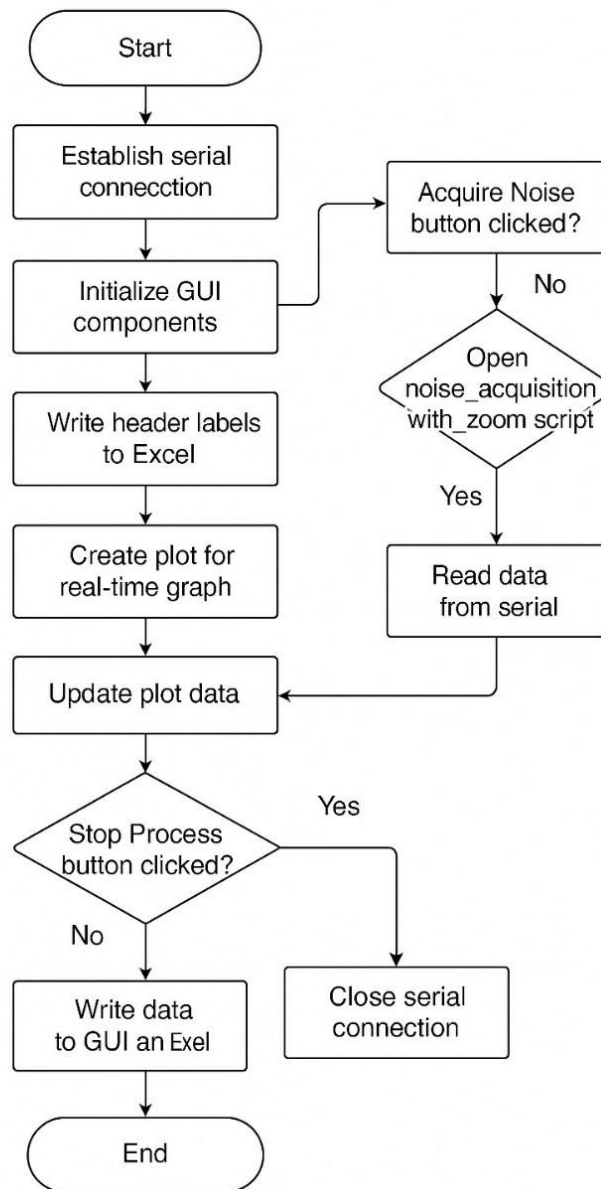 Start
Establish serial
connecction
Initialize GUI
components
Write header labels
to Excel
Create plot for
real-time graph
Update plot data
Stop Process
button clicked?
Yes
No
Write data
to GUI an Exel
End
Acquire Noise
button clicked?
No
Open
noise_acquisition
with_zoom script
Yes
Read data
from serial
Close serial
connection